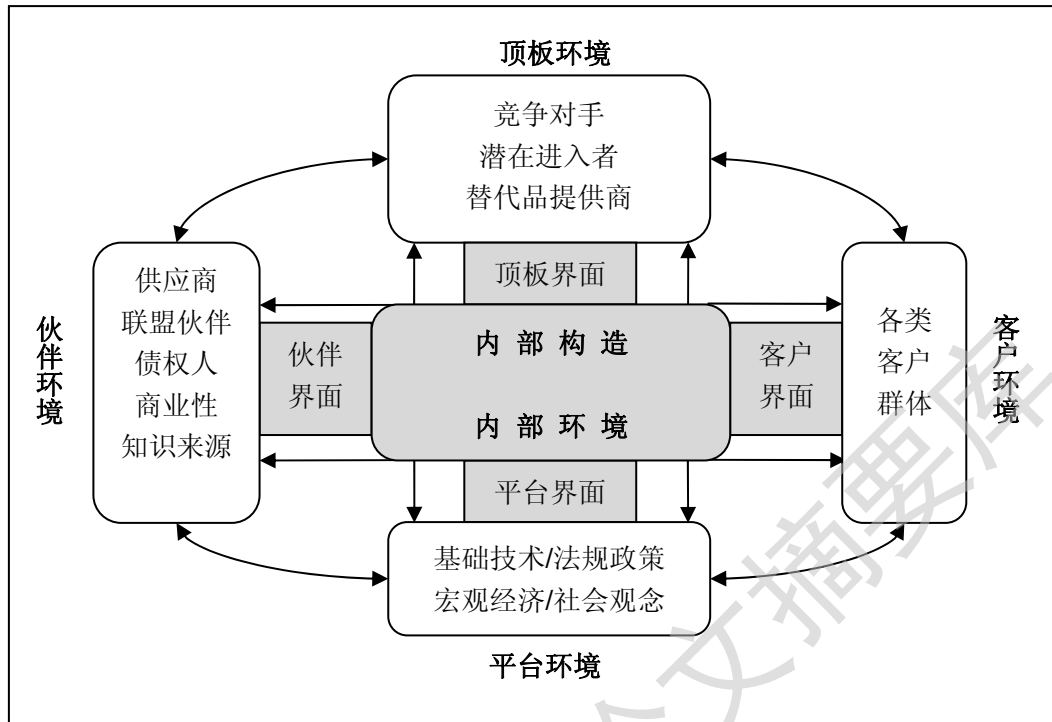 顶板环境
竞争对手
潜在进入者
替代品提供商
顶板界面
伙伴环境
供应商
联盟伙伴
债权人
商业性
知识来源
伙伴
界面
内部构造
内部环境
客户
界面
各类
客户
群体
客户环境
平台界面
基础技术/法规政策
宏观经济/社会观念
平台环境
文摘要库